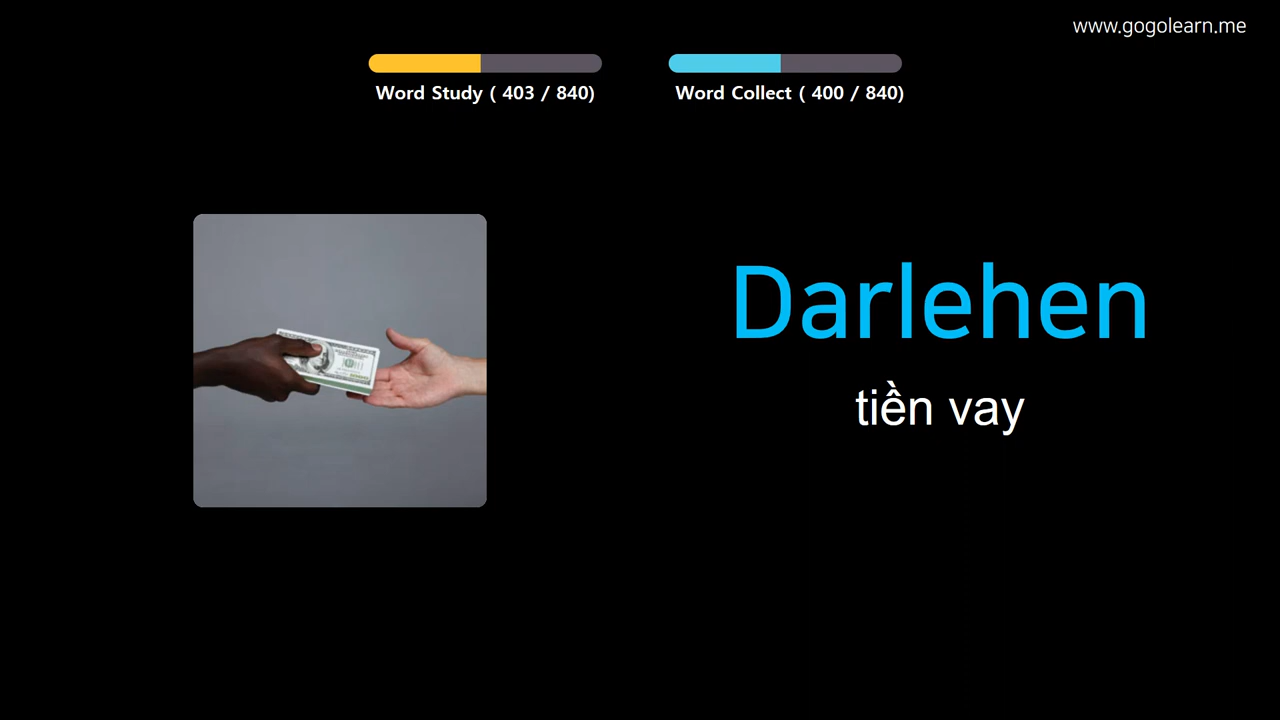 www.gogolearn.me
Word Study ( 403 / 840)
Word Collect ( 400 / 840)
Darlehen
tiền vay